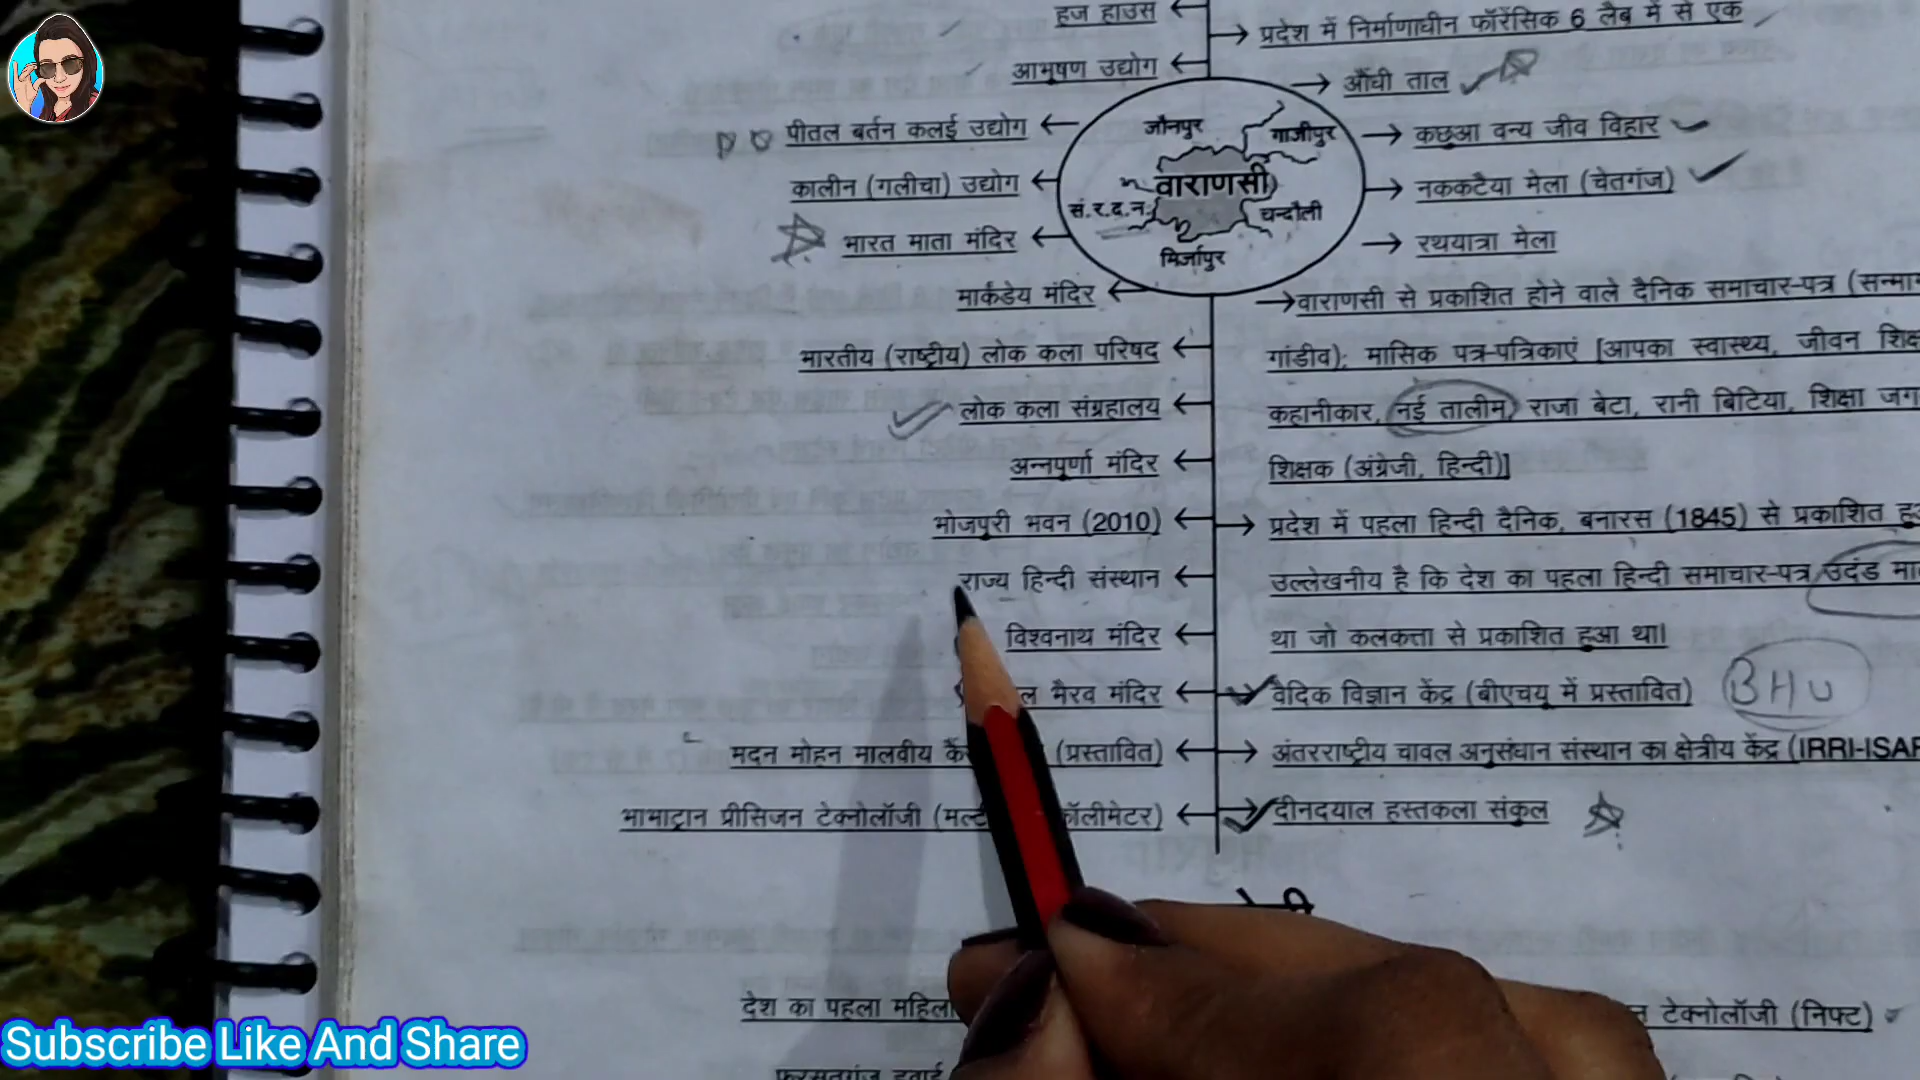 हज हाउस ←
→ प्रदेश में निर्माणाधीन फॉरेंसिक 6 लैब में से एक
आभूषण उद्योग ←
→ औंधी ताल
पीतल बर्तन कलई उद्योग ←
→ कछुआ वन्य जीव विहार
कालीन (गलीचा) उद्योग ←
→ नककटैया मेला (चेतगंज)
भारत माता मंदिर ←
→ रथयात्रा मेला
जौनपुर
गाजीपुर
वाराणसी
सं.र.द.न.
चन्दौली
मिर्जापुर
मार्कंडेय मंदिर ←
→ वाराणसी से प्रकाशित होने वाले दैनिक समाचार-पत्र
भारतीय (राष्ट्रीय) लोक कला परिषद ←
गांडीव); मासिक पत्र-पत्रिकाएं [आपका स्वास्थ्य, जीवन
लोक कला संग्रहालय ←
कहानीकार, नई तालीम, राजा बेटा, रानी बिटिया, शिक्षा
अन्नपूर्णा मंदिर ←
शिक्षक (अंग्रेजी, हिन्दी)]
भोजपुरी भवन (2010) ←
→ प्रदेश में पहला हिन्दी दैनिक, बनारस (1845) से प्रकाशित
राज्य हिन्दी संस्थान ←
उल्लेखनीय है कि देश का पहला हिन्दी समाचार-पत्र उदंड
विश्वनाथ मंदिर ←
था जो कलकत्ता से प्रकाशित हुआ था।
भैरव मंदिर ←
→ वैदिक विज्ञान केंद्र (बीएचयू में प्रस्तावित)
BHU
मदन मोहन मालवीय (प्रस्तावित) ←
→ अंतरराष्ट्रीय चावल अनुसंधान संस्थान का क्षेत्रीय केंद्र (IRRI-ISAR
भाभाट्रान प्रीसिजन टेक्नोलॉजी ←
→ दीनदयाल हस्तकला संकुल
देश का पहला
टेक्नोलॉजी (निफ्ट)
Subscribe Like And Share